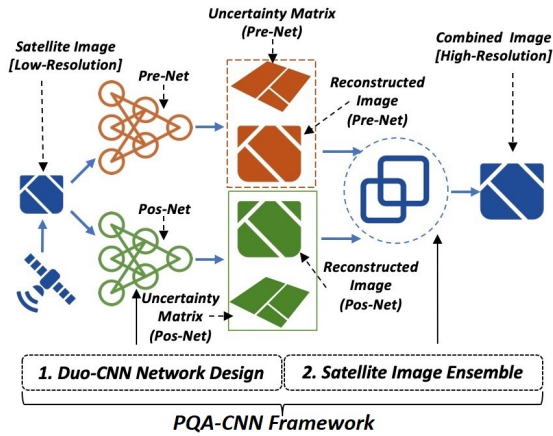 Uncertainty Matrix
(Pre-Net)
Satellite Image
[Low-Resolution]
Combined Image
[High-Resolution]
Pre-Net
Reconstructed
Image
(Pre-Net)
Pos-Net
Reconstructed
Image
(Pos-Net)
Uncertainty
Matrix
(Pos-Net)
1. Duo-CNN Network Design
2. Satellite Image Ensemble
PQA-CNN Framework